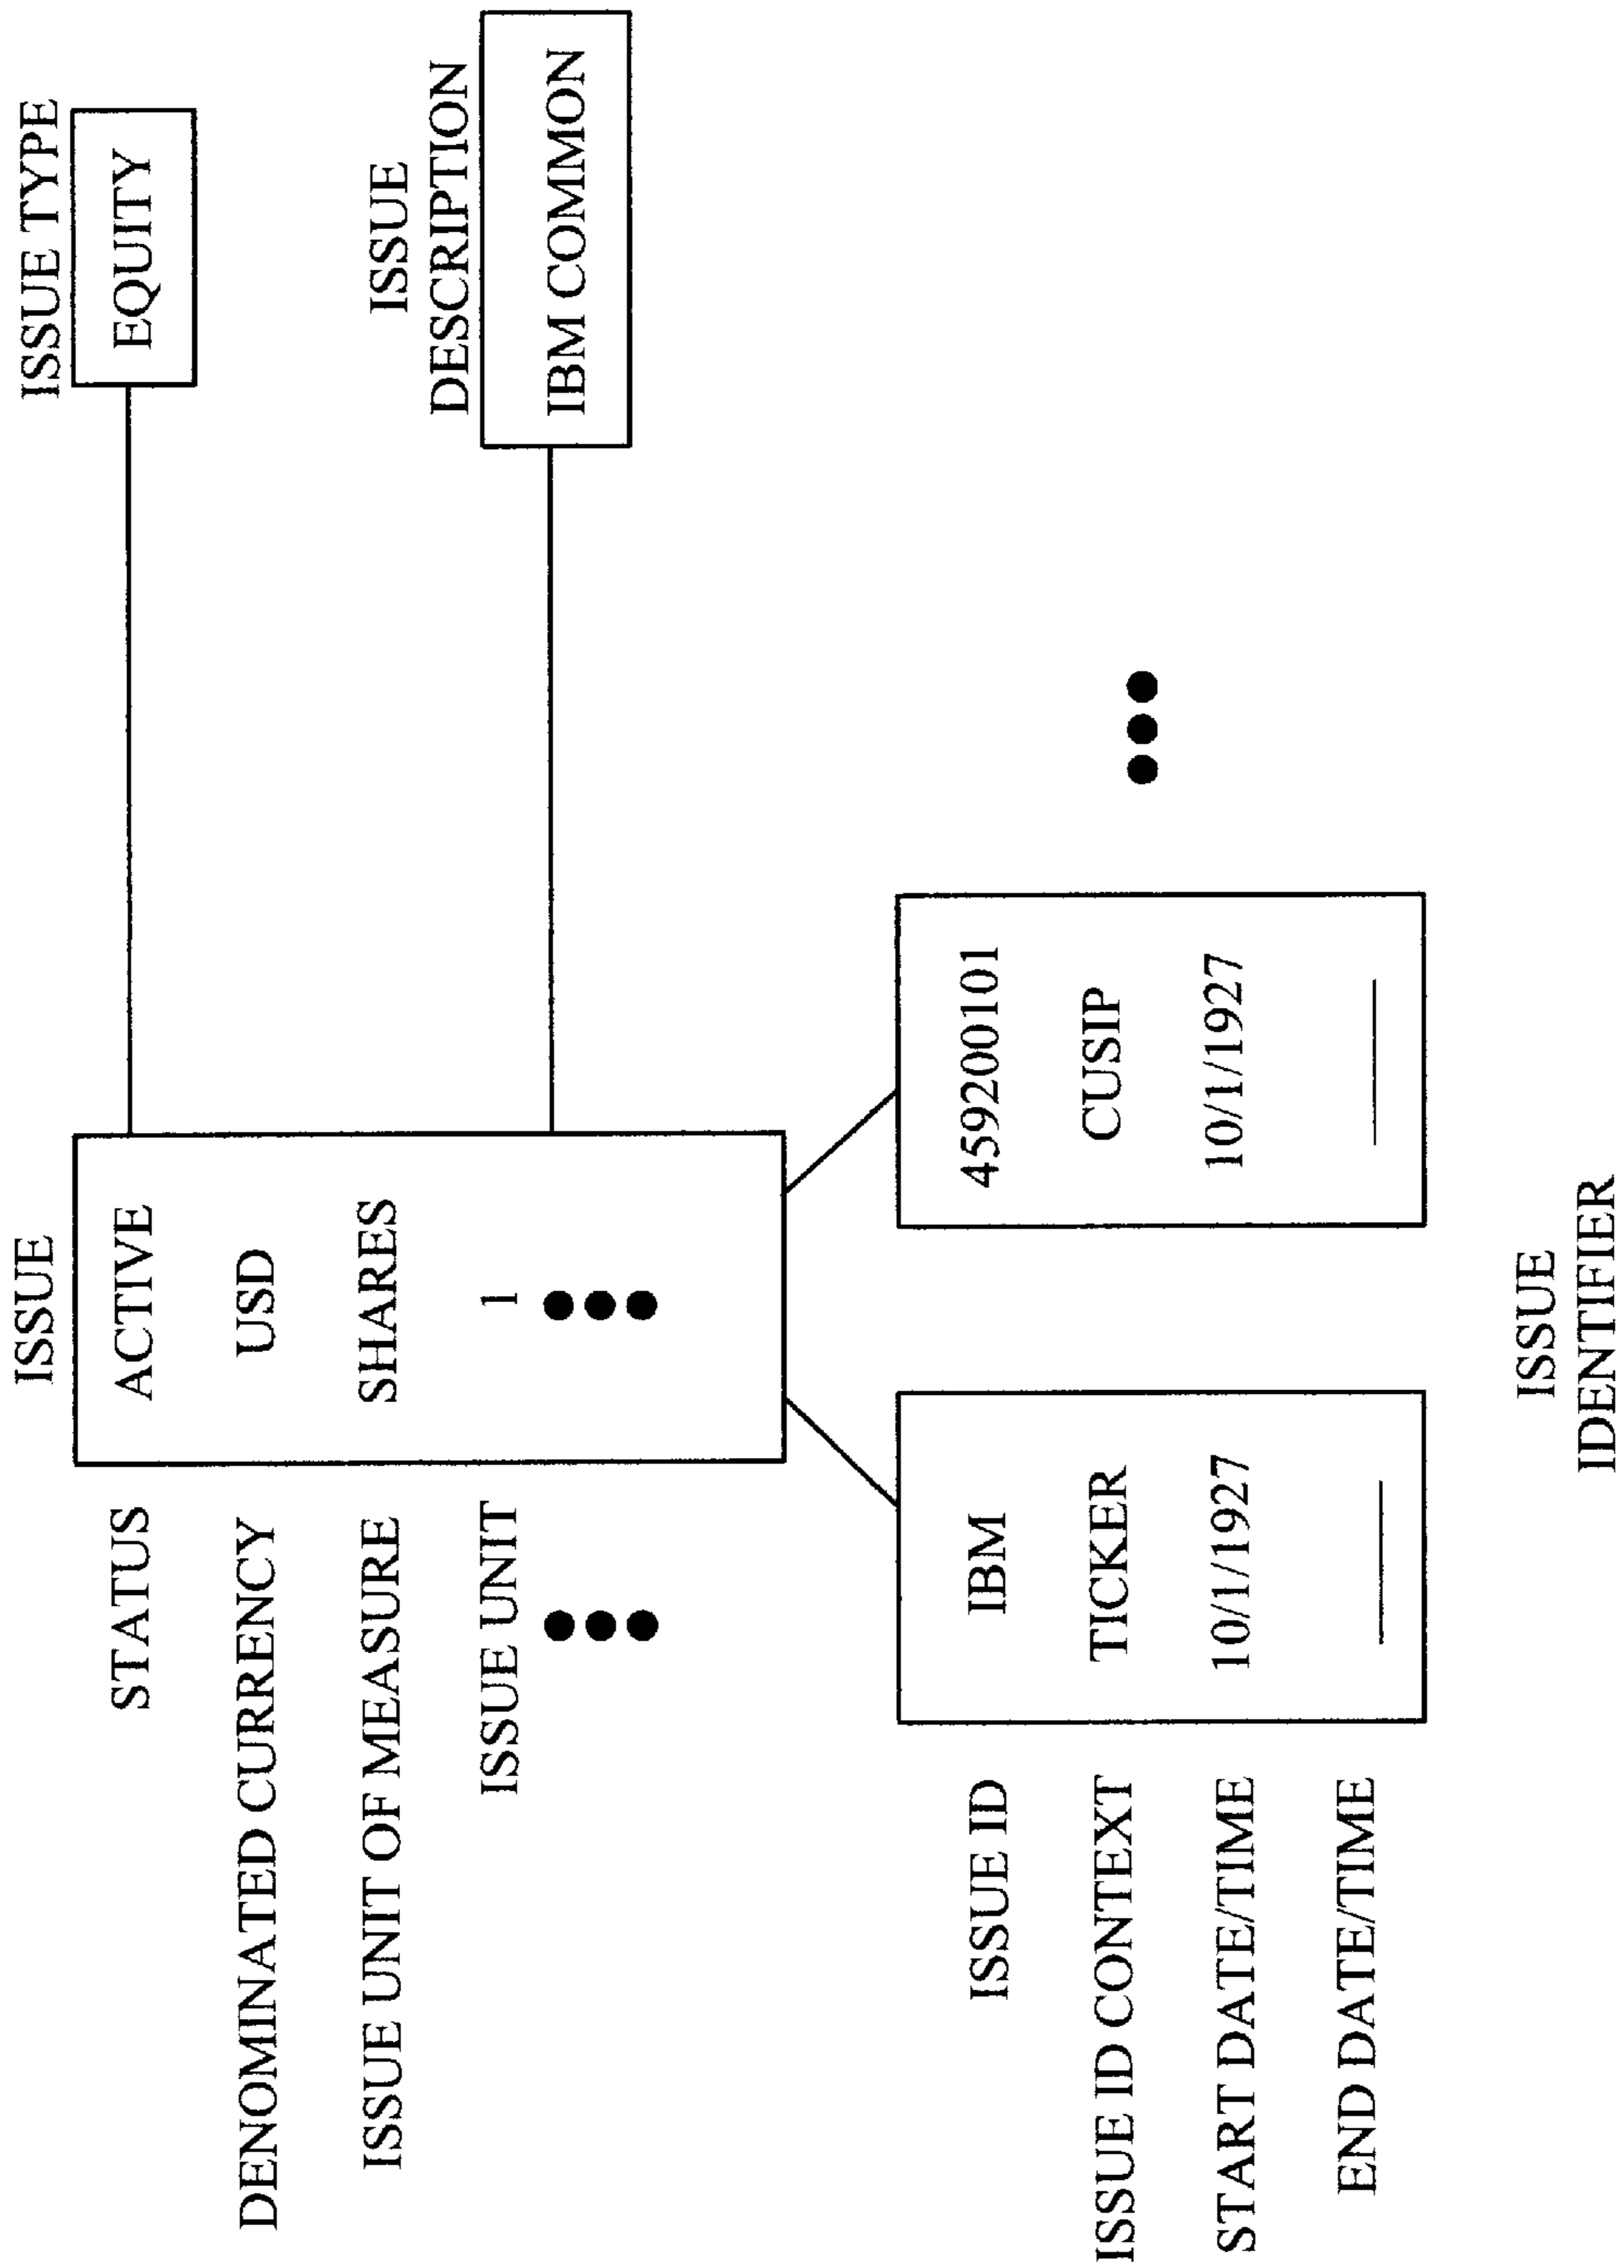 ISSUE
ISSUE TYPE
STATUS
ACTIVE
EQUITY
DENOMINATED CURRENCY
USD
ISSUE UNIT OF MEASURE
SHARES
ISSUE
DESCRIPTION
ISSUE UNIT
1
IBM COMMON
ISSUE ID
IBM
459200101
ISSUE ID CONTEXT
TICKER
CUSIP
START DATE/TIME
10/1/1927
10/1/1927
END DATE/TIME
ISSUE
IDENTIFIER